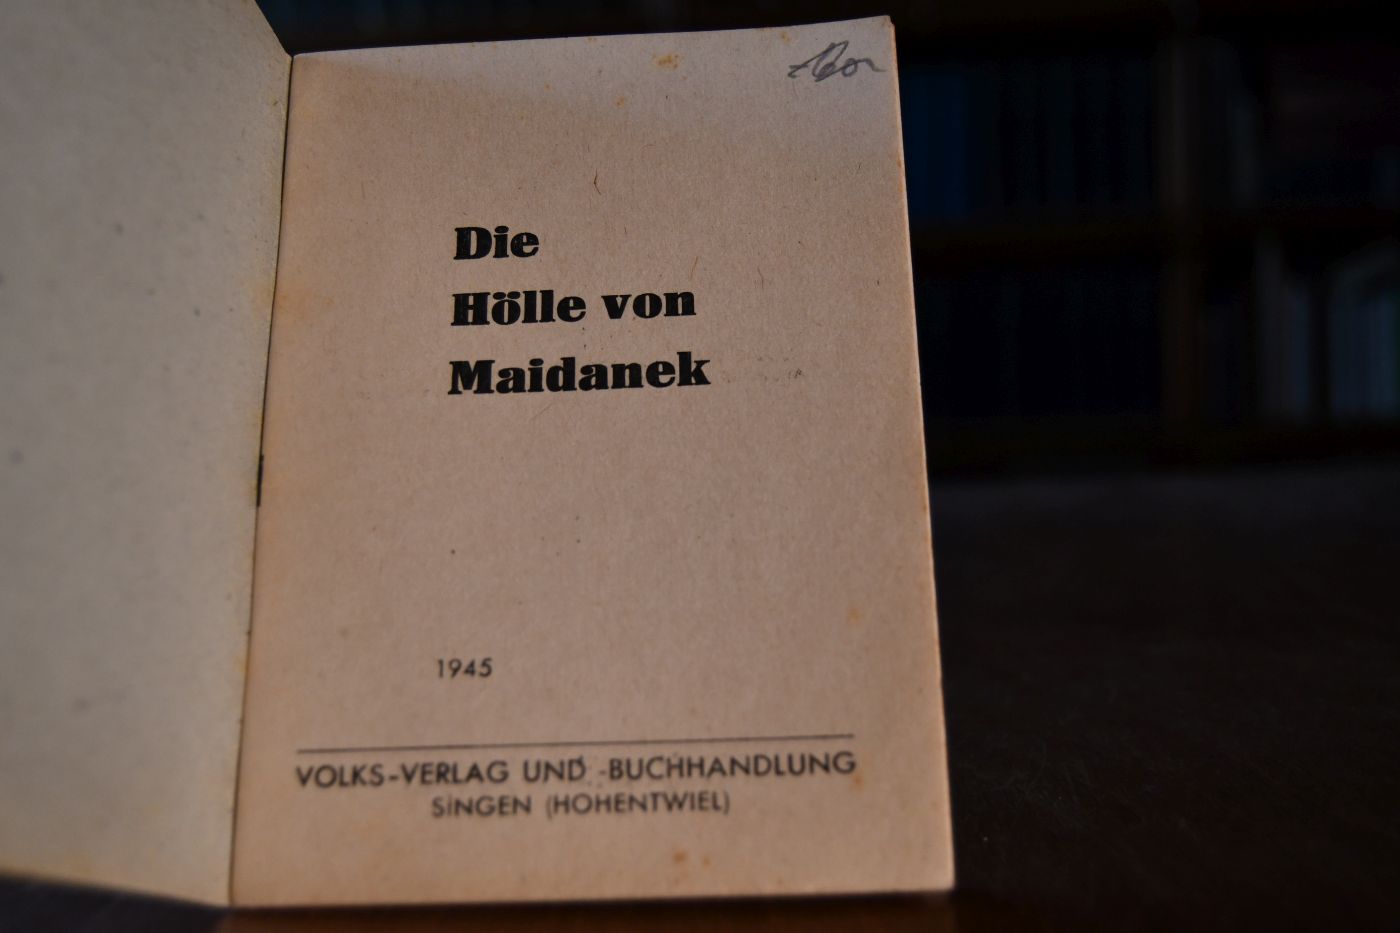 Die
Hölle von
Maidanek
1945
VOLKS-VERLAG UND -BUCHHANDLUNG
SINGEN (HOHENTWIEL)